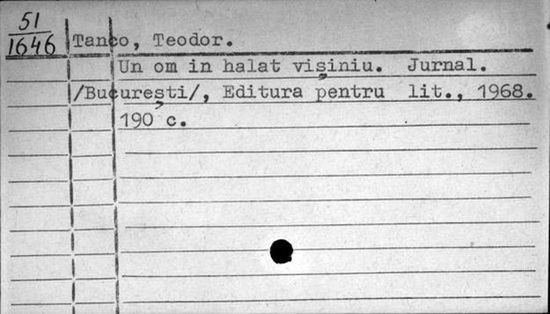 51
1646
Tanco, Teodor.
Un om in halat vișiniu. Jurnal.
/București/, Editura pentru lit., 1968.
190 c.